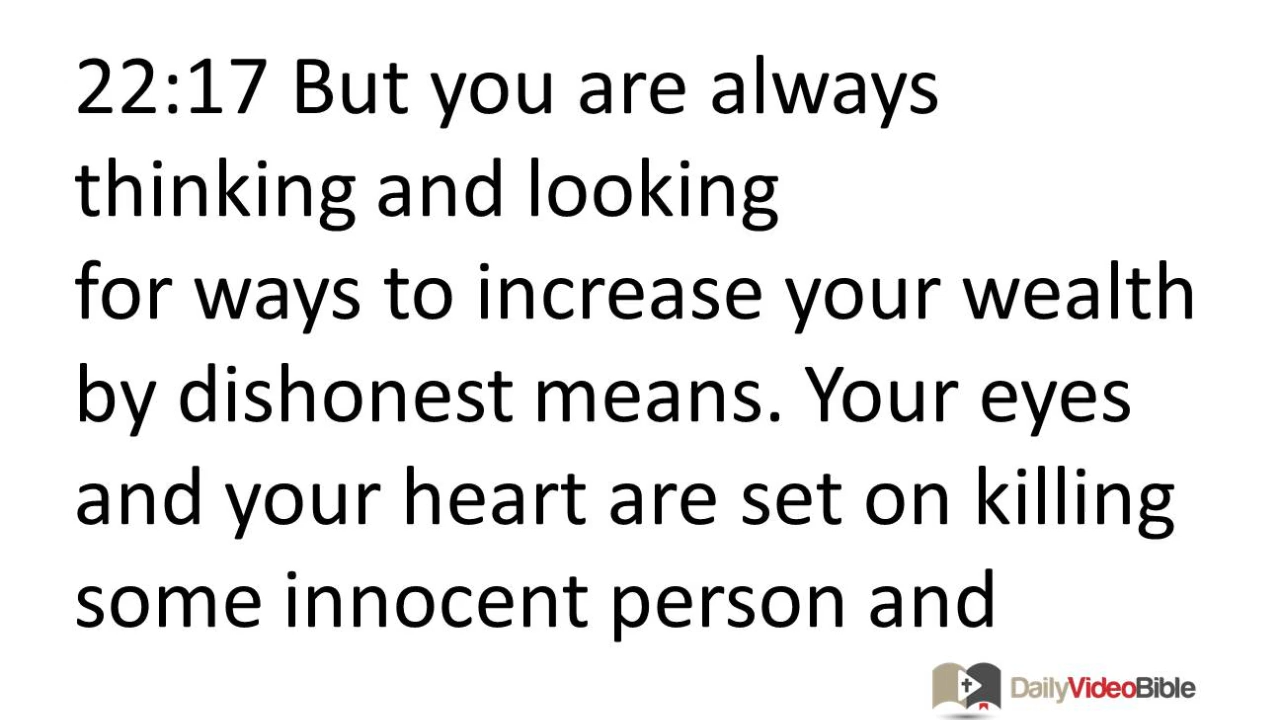 22:17 But you are always
thinking and looking
for ways to increase your wealth
by dishonest means. Your eyes
and your heart are set on killing
some innocent person and
DailyVideoBible